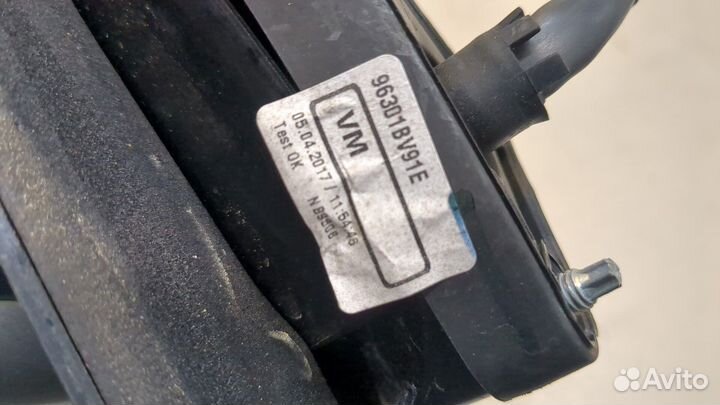 96301BV91E
VM
05.04.2017 / 11:54:46
Test OK
Avito